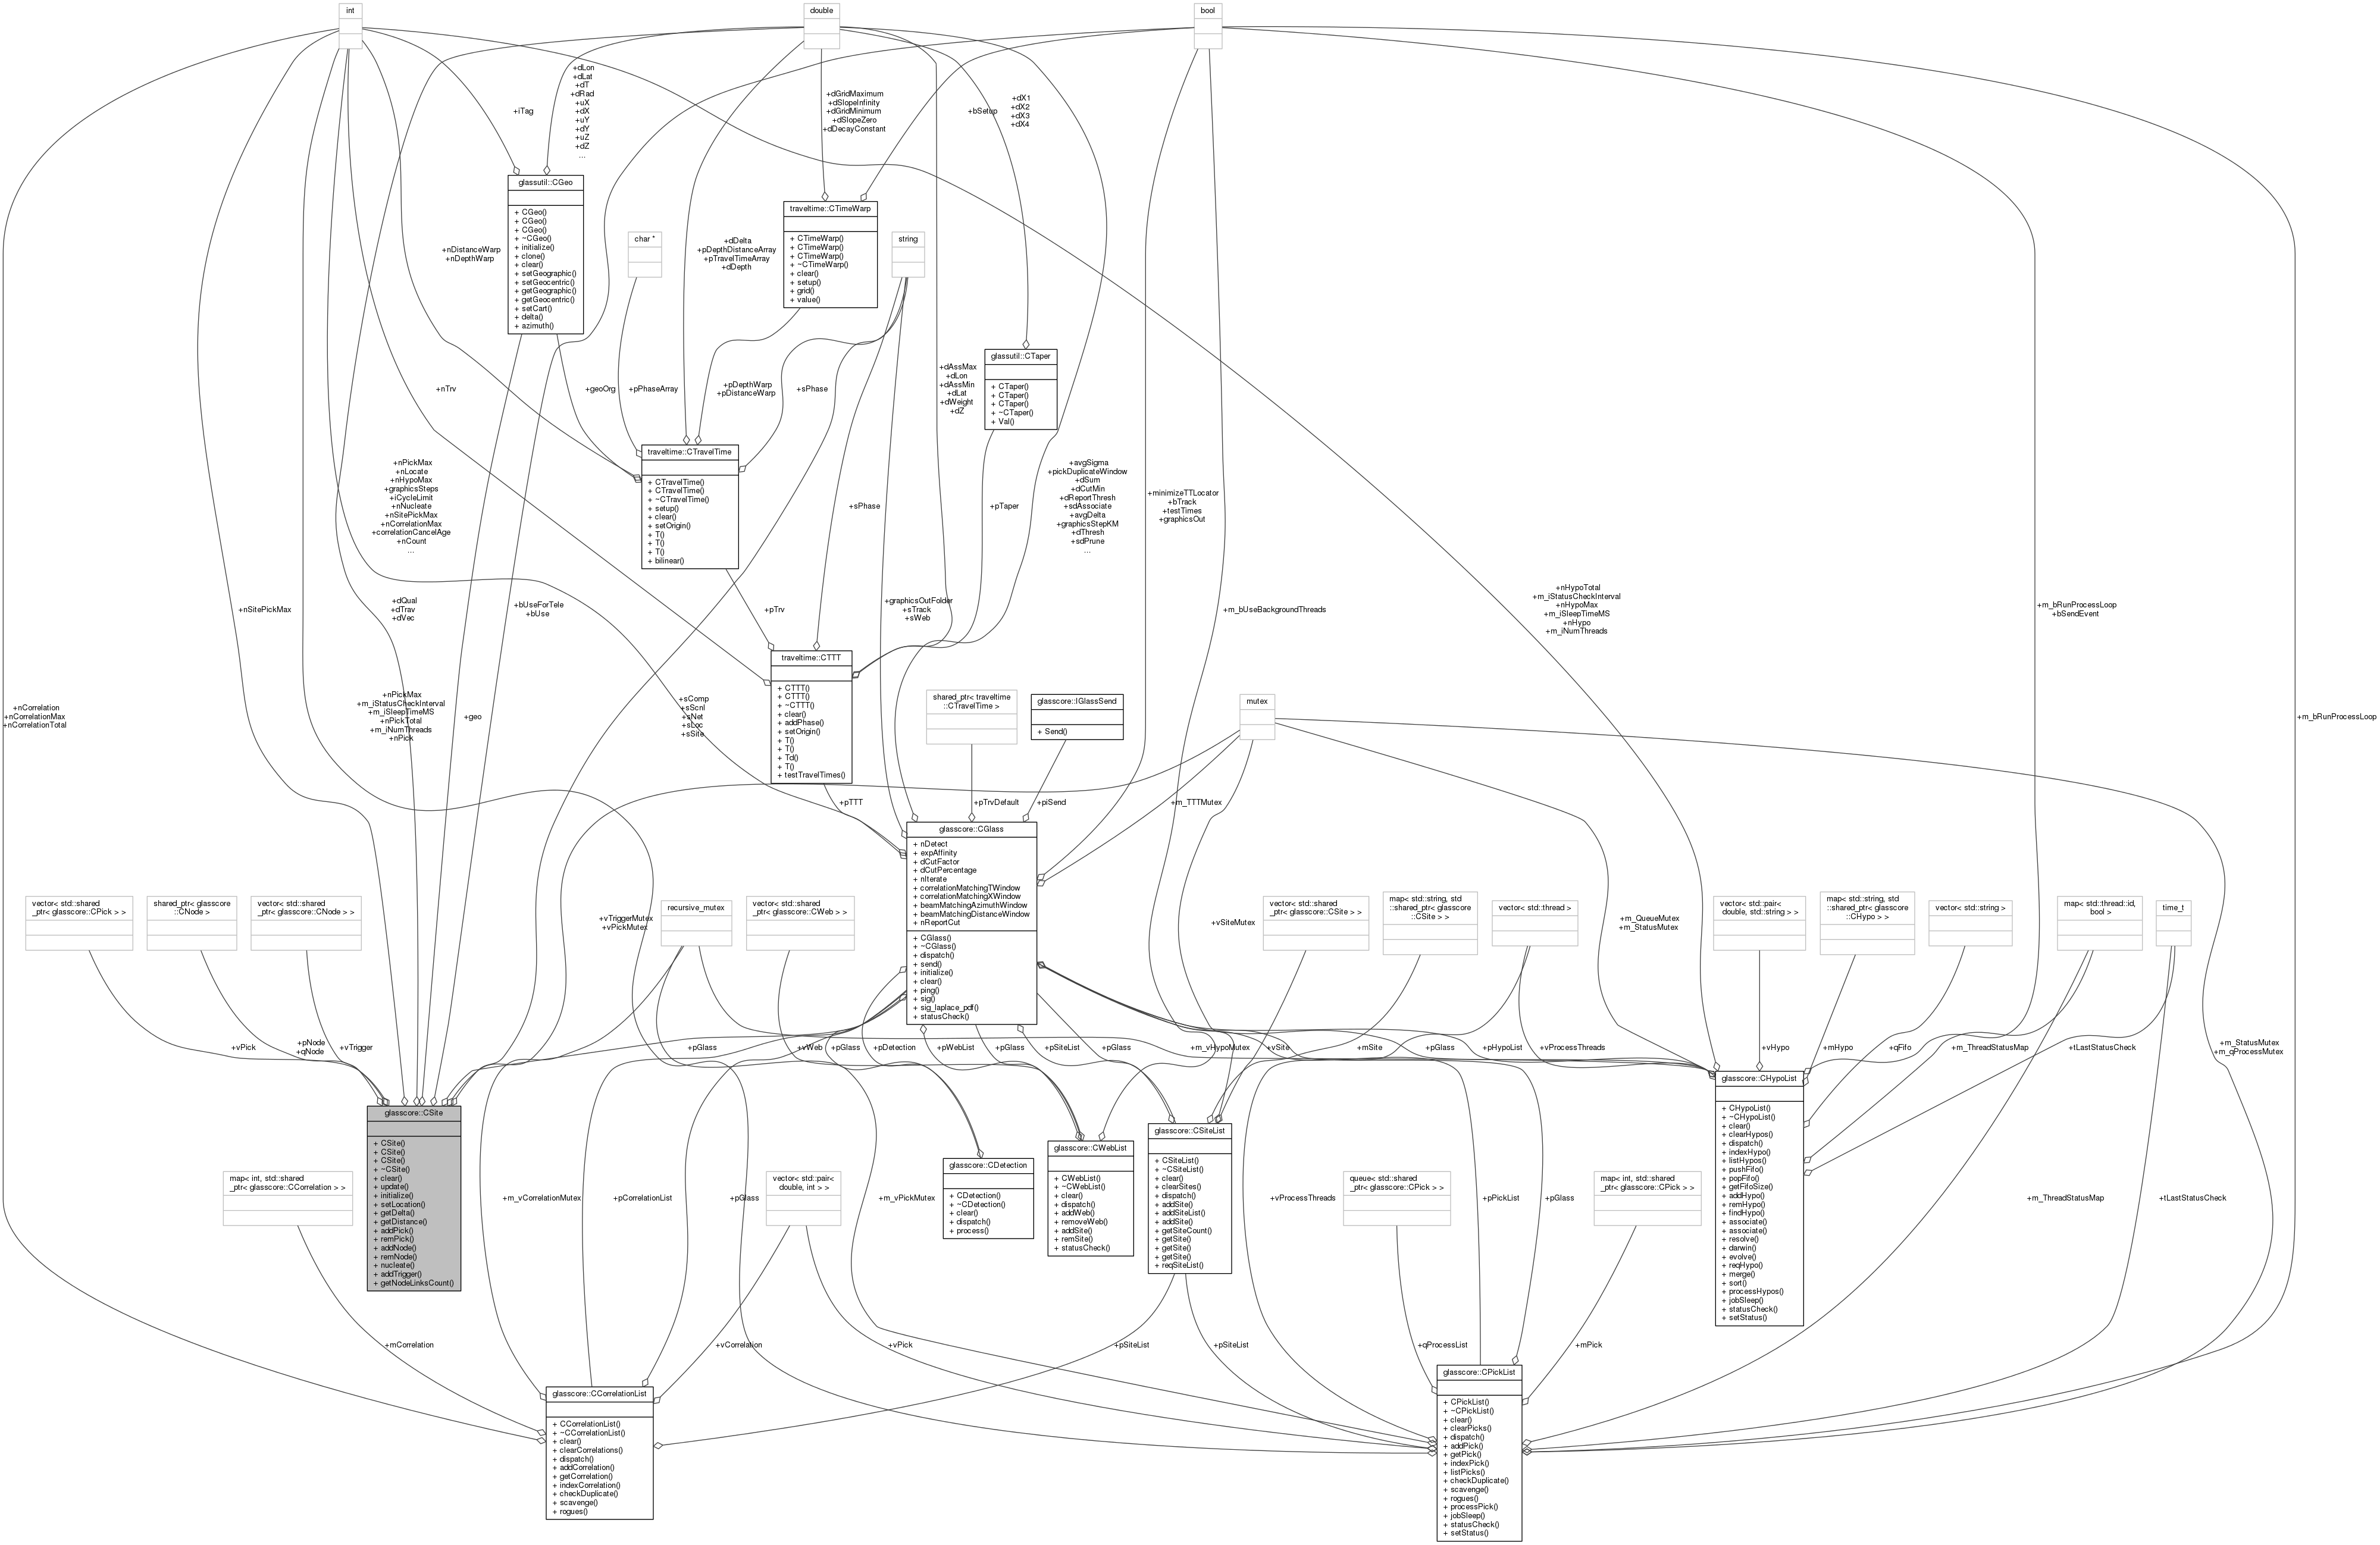 int
double
bool
+dLon
+dLat
+dT
+dRad
+uX
+dX
+uY
+dY
+uZ
+dZ
...
+iTag
+dGridMaximum
+dSlopeInfinity
+dGridMinimum
+dSlopeZero
+dDecayConstant
+bSetup
+dX1
+dX2
+dX3
+dX4
glassutil::CGeo
+ CGeo()
+ CGeo()
+ CGeo()
+ ~CGeo()
+ initialize()
+ clone()
+ clear()
+ setGeographic()
+ setGeocentric()
+ getGeographic()
+ getGeocentric()
+ setCart()
+ delta()
+ azimuth()
traveltime::CTimeWarp
+ CTimeWarp()
+ CTimeWarp()
+ CTimeWarp()
+ ~CTimeWarp()
+ clear()
+ setup()
+ grid()
+ value()
char *
string
+nDistanceWarp
+nDepthWarp
+dDelta
+pDepthDistanceArray
+pTravelTimeArray
+dDepth
glassutil::CTaper
+ CTaper()
+ CTaper()
+ CTaper()
+ ~CTaper()
+ Val()
+nTrv
+geoOrg
+pPhaseArray
+pDepthWarp
+pDistanceWarp
+sPhase
+dAssMax
+dLon
+dAssMin
+dLat
+dWeight
+dZ
traveltime::CTravelTime
+ CTravelTime()
+ CTravelTime()
+ ~CTravelTime()
+ setup()
+ clear()
+ setOrigin()
+ T()
+ T()
+ T()
+ bilinear()
+nPickMax
+nLocate
+nHypoMax
+graphicsSteps
+iCycleLimit
+nNucleate
+nSitePickMax
+nCorrelationMax
+correlationCancelAge
+nCount
...
+sPhase
+pTaper
+avgSigma
+pickDuplicateWindow
+dSum
+dCutMin
+dReportThresh
+sdAssociate
+avgDelta
+graphicsStepKM
+dThresh
+sdPrune
...
+minimizeTTLocator
+bTrack
+testTimes
+graphicsOut
+nSitePickMax
+dQual
+dTrav
+dVec
+bUseForTele
+bUse
+pTrv
+graphicsOutFolder
+sTrack
+sWeb
+m_bUseBackgroundThreads
+nHypoTotal
+m_iStatusCheckInterval
+nHypoMax
+m_iSleepTimeMS
+nHypo
+m_iNumThreads
+m_bRunProcessLoop
+bSendEvent
traveltime::CTTT
+ CTTT()
+ CTTT()
+ ~CTTT()
+ clear()
+ addPhase()
+ setOrigin()
+ T()
+ T()
+ Td()
+ T()
+ testTravelTimes()
+nCorrelation
+nCorrelationMax
+nCorrelationTotal
+nPickMax
+m_iStatusCheckInterval
+m_iSleepTimeMS
+nPickTotal
+m_iNumThreads
+nPick
+geo
+sComp
+sScnl
+sNet
+sLoc
+sSite
shared_ptr< traveltime
::CTravelTime >
glasscore::IGlassSend
+ Send()
mutex
+m_bRunProcessLoop
+pTTT
+pTrvDefault
+piSend
+m_TTTMutex
glasscore::CGlass
+ nDetect
+ expAffinity
+ dCutFactor
+ dCutPercentage
+ nIterate
+ correlationMatchingTWindow
+ correlationMatchingXWindow
+ beamMatchingAzimuthWindow
+ beamMatchingDistanceWindow
+ nReportCut
+ CGlass()
+ ~CGlass()
+ dispatch()
+ send()
+ initialize()
+ clear()
+ ping()
+ sig()
+ sig_laplace_pdf()
+ statusCheck()
vector< std::shared
_ptr< glasscore::CPick > >
shared_ptr< glasscore
::CNode >
vector< std::shared
_ptr< glasscore::CNode > >
+vTriggerMutex
+vPickMutex
recursive_mutex
vector< std::shared
_ptr< glasscore::CWeb > >
+vSiteMutex
vector< std::shared
_ptr< glasscore::CSite > >
map< std::string, std
::shared_ptr< glasscore
::CSite > >
vector< std::thread >
+m_QueueMutex
+m_StatusMutex
vector< std::pair<
double, std::string > >
map< std::string, std
::shared_ptr< glasscore
::CHypo > >
vector< std::string >
map< std::thread::id,
bool >
time_t
+vPick
+pNode
+qNode
+vTrigger
+pGlass
+vWeb
+pGlass
+pDetection
+pWebList
+pGlass
+pSiteList
+pGlass
+m_vHypoMutex
+vSite
+mSite
+pGlass
+pHypoList
+vProcessThreads
+vHypo
+mHypo
+qFifo
+m_ThreadStatusMap
+tLastStatusCheck
+m_StatusMutex
+m_qProcessMutex
glasscore::CSite
+ CSite()
+ CSite()
+ CSite()
+ ~CSite()
+ clear()
+ update()
+ initialize()
+ setLocation()
+ getDelta()
+ getDistance()
+ addPick()
+ remPick()
+ addNode()
+ remNode()
+ nucleate()
+ addTrigger()
+ getNodeLinksCount()
glasscore::CDetection
+ CDetection()
+ ~CDetection()
+ clear()
+ dispatch()
+ process()
glasscore::CWebList
+ CWebList()
+ ~CWebList()
+ clear()
+ dispatch()
+ addWeb()
+ removeWeb()
+ addSite()
+ remSite()
+ statusCheck()
glasscore::CSiteList
+ CSiteList()
+ ~CSiteList()
+ clear()
+ clearSites()
+ dispatch()
+ addSite()
+ addSiteList()
+ addSite()
+ getSiteCount()
+ getSite()
+ getSite()
+ getSite()
+ reqSiteList()
glasscore::CHypoList
+ CHypoList()
+ ~CHypoList()
+ clear()
+ clearHypos()
+ dispatch()
+ indexHypo()
+ listHypos()
+ pushFifo()
+ popFifo()
+ getFifoSize()
+ addHypo()
+ remHypo()
+ findHypo()
+ associate()
+ associate()
+ resolve()
+ darwin()
+ evolve()
+ reqHypo()
+ merge()
+ sort()
+ processHypos()
+ jobSleep()
+ statusCheck()
+ setStatus()
map< int, std::shared
_ptr< glasscore::CCorrelation > >
+m_vCorrelationMutex
+pCorrelationList
+pGlass
vector< std::pair<
double, int > >
+m_vPickMutex
+vProcessThreads
queue< std::shared
_ptr< glasscore::CPick > >
+pPickList
+pGlass
map< int, std::shared
_ptr< glasscore::CPick > >
+m_ThreadStatusMap
+tLastStatusCheck
+mCorrelation
+vCorrelation
+vPick
+pSiteList
+pSiteList
+qProcessList
+mPick
glasscore::CCorrelationList
+ CCorrelationList()
+ ~CCorrelationList()
+ clear()
+ clearCorrelations()
+ dispatch()
+ addCorrelation()
+ getCorrelation()
+ indexCorrelation()
+ checkDuplicate()
+ scavenge()
+ rogues()
glasscore::CPickList
+ CPickList()
+ ~CPickList()
+ clear()
+ clearPicks()
+ dispatch()
+ addPick()
+ getPick()
+ indexPick()
+ listPicks()
+ checkDuplicate()
+ scavenge()
+ rogues()
+ processPick()
+ jobSleep()
+ statusCheck()
+ setStatus()